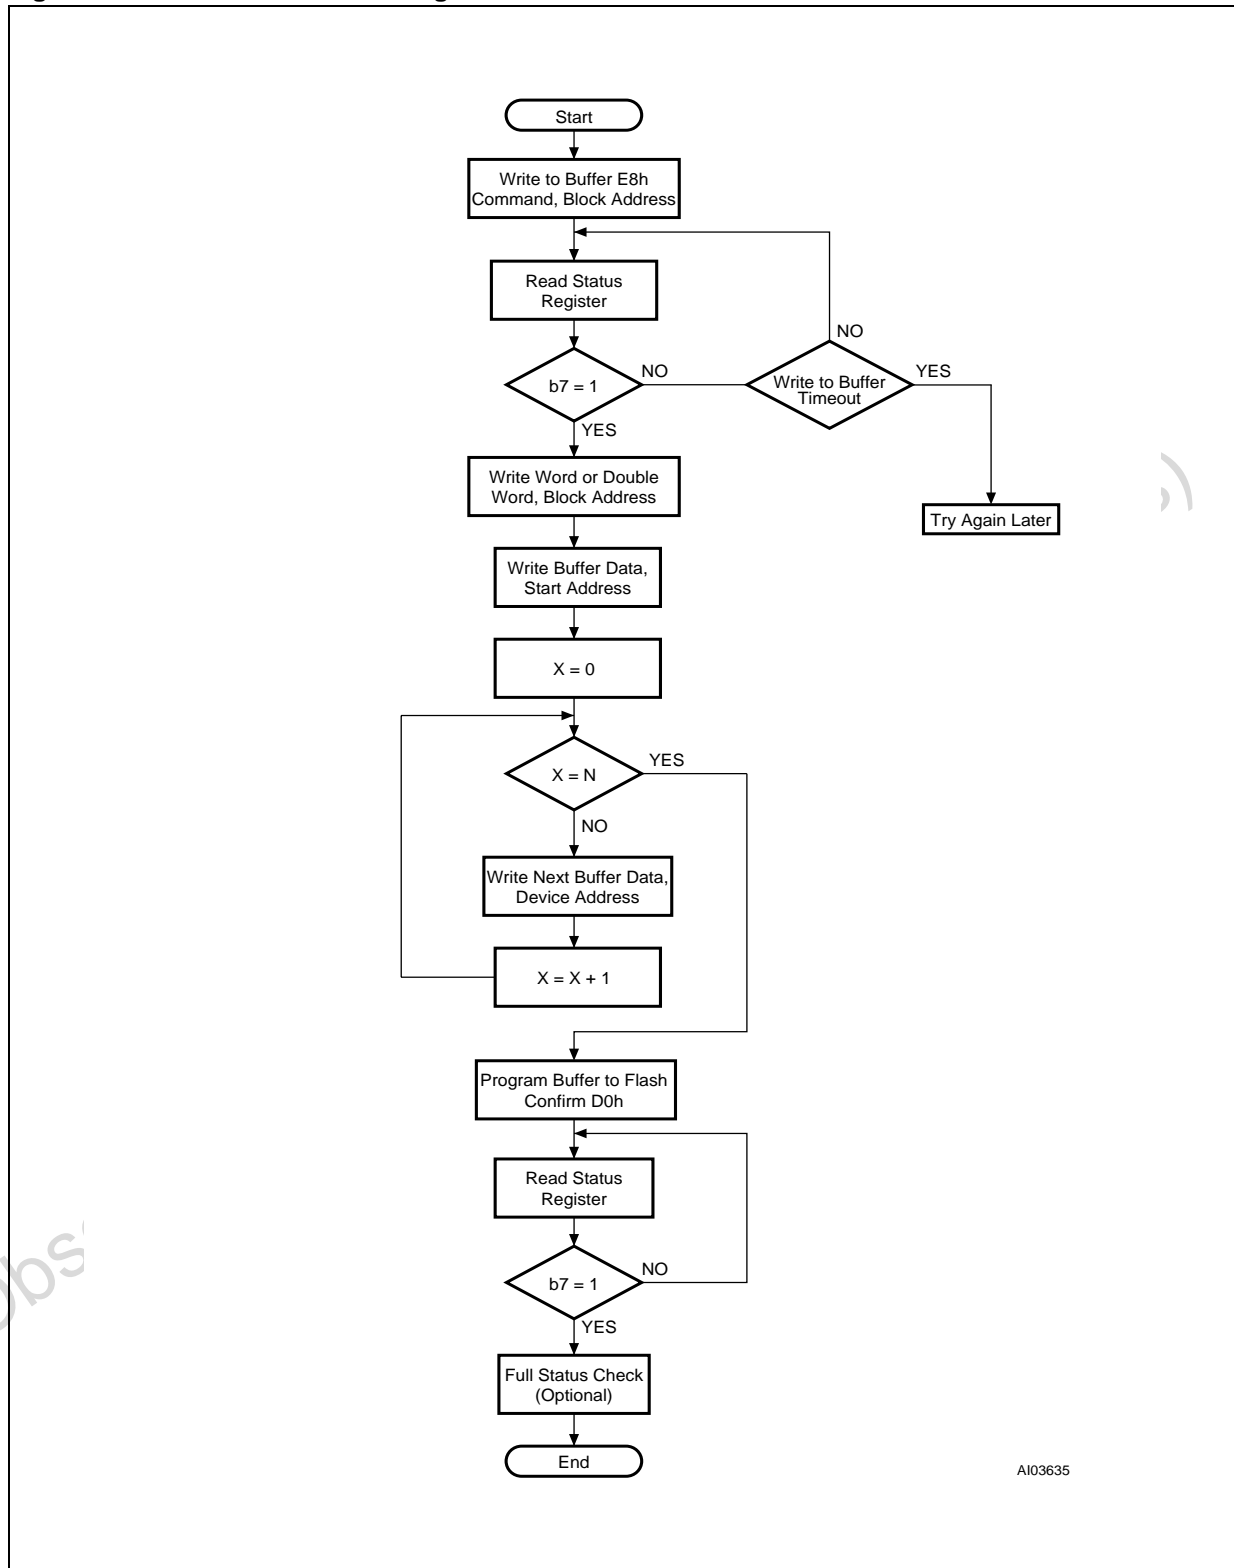 Start
Write to Buffer E8h
Command, Block Address
Read Status
Register
NO
b7 = 1
NO
Write to Buffer
Timeout
YES
YES
Write Word or Double
Word, Block Address
Try Again Later
Write Buffer Data,
Start Address
X = 0
X = N
YES
NO
Write Next Buffer Data,
Device Address
X = X + 1
Program Buffer to Flash
Confirm D0h
Read Status
Register
b7 = 1
NO
YES
Full Status Check
(Optional)
End
AI03635